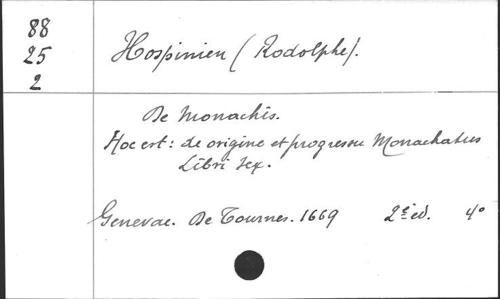 88
25
2
Hospinien (Rodolphe).
De Monachis.
Hoc est: de origine et progressu Monachatus
Libri sex.
Genevae. De Tournes. 1669 2e ed. 4°